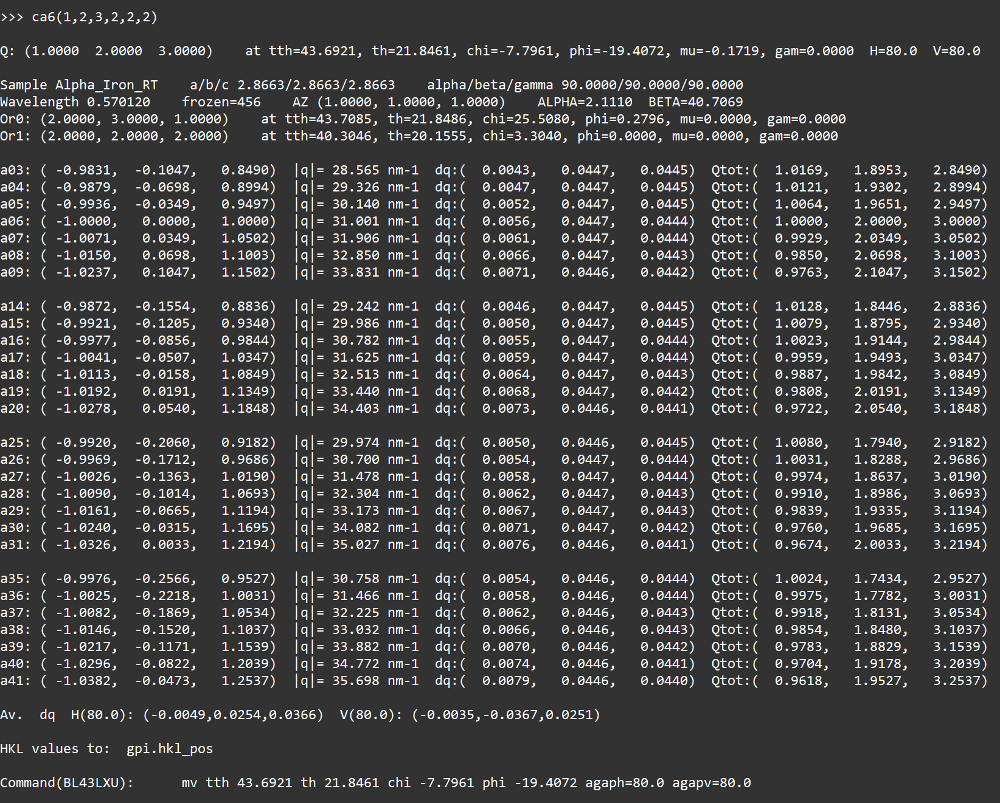 >>> ca6(1,2,3,2,2,2)
Q: (1.0000  2.0000  3.0000)    at tth=43.6921, th=21.8461, chi=-7.7961, phi=-19.4072, mu=-0.1719, gam=0.0000  H=80.0  V=80.0
Sample Alpha_Iron_RT    a/b/c 2.8663/2.8663/2.8663    alpha/beta/gamma 90.0000/90.0000/90.0000
Wavelength 0.570120    frozen=456    AZ (1.0000, 1.0000, 1.0000)    ALPHA=2.1110  BETA=40.7069
Or0: (2.0000, 3.0000, 1.0000)    at tth=43.7085, th=21.8486, chi=25.5080, phi=0.2796, mu=0.0000, gam=0.0000
Or1: (2.0000, 2.0000, 2.0000)    at tth=40.3046, th=20.1555, chi=3.3040, phi=0.0000, mu=0.0000, gam=0.0000
a03: ( -0.9831,  -0.1047,   0.8490)  |q|= 28.565 nm-1  dq:(  0.0043,   0.0447,   0.0445)  Qtot:(  1.0169,   1.8953,   2.8490)
a04: ( -0.9879,  -0.0698,   0.8994)  |q|= 29.326 nm-1  dq:(  0.0047,   0.0447,   0.0445)  Qtot:(  1.0121,   1.9302,   2.8994)
a05: ( -0.9936,  -0.0349,   0.9497)  |q|= 30.140 nm-1  dq:(  0.0052,   0.0447,   0.0445)  Qtot:(  1.0064,   1.9651,   2.9497)
a06: ( -1.0000,   0.0000,   1.0000)  |q|= 31.001 nm-1  dq:(  0.0056,   0.0447,   0.0444)  Qtot:(  1.0000,   2.0000,   3.0000)
a07: ( -1.0071,   0.0349,   1.0502)  |q|= 31.906 nm-1  dq:(  0.0061,   0.0447,   0.0444)  Qtot:(  0.9929,   2.0349,   3.0502)
a08: ( -1.0150,   0.0698,   1.1003)  |q|= 32.850 nm-1  dq:(  0.0066,   0.0447,   0.0443)  Qtot:(  0.9850,   2.0698,   3.1003)
a09: ( -1.0237,   0.1047,   1.1502)  |q|= 33.831 nm-1  dq:(  0.0071,   0.0446,   0.0442)  Qtot:(  0.9763,   2.1047,   3.1502)
a14: ( -0.9872,  -0.1554,   0.8836)  |q|= 29.242 nm-1  dq:(  0.0046,   0.0447,   0.0445)  Qtot:(  1.0128,   1.8446,   2.8836)
a15: ( -0.9921,  -0.1205,   0.9340)  |q|= 29.986 nm-1  dq:(  0.0050,   0.0447,   0.0445)  Qtot:(  1.0079,   1.8795,   2.9340)
a16: ( -0.9977,  -0.0856,   0.9844)  |q|= 30.782 nm-1  dq:(  0.0055,   0.0447,   0.0444)  Qtot:(  1.0023,   1.9144,   2.9844)
a17: ( -1.0041,  -0.0507,   1.0347)  |q|= 31.625 nm-1  dq:(  0.0059,   0.0447,   0.0444)  Qtot:(  0.9959,   1.9493,   3.0347)
a18: ( -1.0113,  -0.0158,   1.0849)  |q|= 32.513 nm-1  dq:(  0.0064,   0.0447,   0.0443)  Qtot:(  0.9887,   1.9842,   3.0849)
a19: ( -1.0192,   0.0191,   1.1349)  |q|= 33.440 nm-1  dq:(  0.0068,   0.0447,   0.0442)  Qtot:(  0.9808,   2.0191,   3.1349)
a20: ( -1.0278,   0.0540,   1.1848)  |q|= 34.403 nm-1  dq:(  0.0073,   0.0446,   0.0441)  Qtot:(  0.9722,   2.0540,   3.1848)
a25: ( -0.9920,  -0.2060,   0.9182)  |q|= 29.974 nm-1  dq:(  0.0050,   0.0446,   0.0445)  Qtot:(  1.0080,   1.7940,   2.9182)
a26: ( -0.9969,  -0.1712,   0.9686)  |q|= 30.700 nm-1  dq:(  0.0054,   0.0447,   0.0444)  Qtot:(  1.0031,   1.8288,   2.9686)
a27: ( -1.0026,  -0.1363,   1.0190)  |q|= 31.478 nm-1  dq:(  0.0058,   0.0447,   0.0444)  Qtot:(  0.9974,   1.8637,   3.0190)
a28: ( -1.0090,  -0.1014,   1.0693)  |q|= 32.304 nm-1  dq:(  0.0062,   0.0447,   0.0443)  Qtot:(  0.9910,   1.8986,   3.0693)
a29: ( -1.0161,  -0.0665,   1.1194)  |q|= 33.173 nm-1  dq:(  0.0067,   0.0447,   0.0443)  Qtot:(  0.9839,   1.9335,   3.1194)
a30: ( -1.0240,  -0.0315,   1.1695)  |q|= 34.082 nm-1  dq:(  0.0071,   0.0447,   0.0442)  Qtot:(  0.9760,   1.9685,   3.1695)
a31: ( -1.0326,   0.0033,   1.2194)  |q|= 35.027 nm-1  dq:(  0.0076,   0.0446,   0.0441)  Qtot:(  0.9674,   2.0033,   3.2194)
a35: ( -0.9976,  -0.2566,   0.9527)  |q|= 30.758 nm-1  dq:(  0.0054,   0.0446,   0.0444)  Qtot:(  1.0024,   1.7434,   2.9527)
a36: ( -1.0025,  -0.2218,   1.0031)  |q|= 31.466 nm-1  dq:(  0.0058,   0.0446,   0.0444)  Qtot:(  0.9975,   1.7782,   3.0031)
a37: ( -1.0082,  -0.1869,   1.0534)  |q|= 32.225 nm-1  dq:(  0.0062,   0.0446,   0.0443)  Qtot:(  0.9918,   1.8131,   3.0534)
a38: ( -1.0146,  -0.1520,   1.1037)  |q|= 33.032 nm-1  dq:(  0.0066,   0.0446,   0.0443)  Qtot:(  0.9854,   1.8480,   3.1037)
a39: ( -1.0217,  -0.1171,   1.1539)  |q|= 33.882 nm-1  dq:(  0.0070,   0.0446,   0.0442)  Qtot:(  0.9783,   1.8829,   3.1539)
a40: ( -1.0296,  -0.0822,   1.2039)  |q|= 34.772 nm-1  dq:(  0.0074,   0.0446,   0.0441)  Qtot:(  0.9704,   1.9178,   3.2039)
a41: ( -1.0382,  -0.0473,   1.2537)  |q|= 35.698 nm-1  dq:(  0.0079,   0.0446,   0.0440)  Qtot:(  0.9618,   1.9527,   3.2537)
Av.  dq  H(80.0): (-0.0049,0.0254,0.0366)  V(80.0): (-0.0035,-0.0367,0.0251)
HKL values to:  gpi.hkl_pos
Command(BL43LXU):      mv tth 43.6921 th 21.8461 chi -7.7961 phi -19.4072 agaph=80.0 agapv=80.0